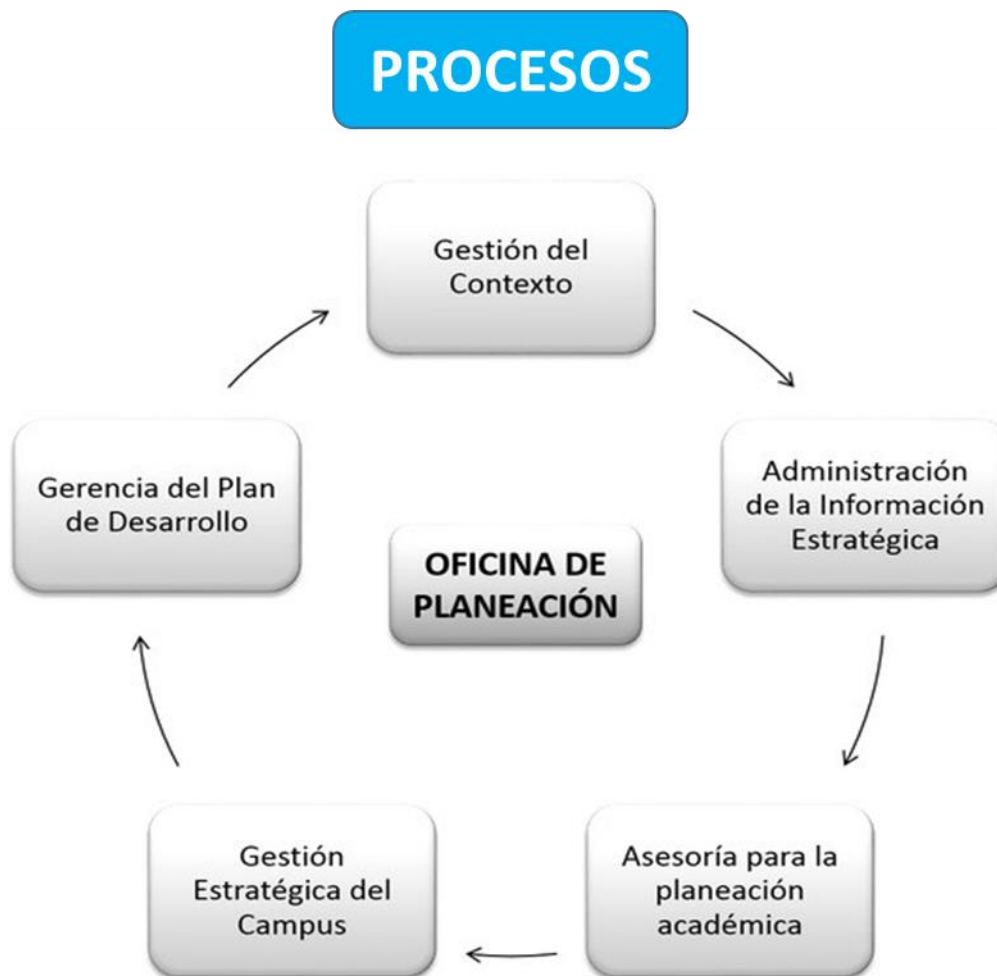 PROCESOS
Gestión del
Contexto
Administración
de la Información
Estratégica
Asesoría para la
planeación
académica
Gestión
Estratégica del
Campus
Gerencia del Plan
de Desarrollo
OFICINA DE
PLANEACIÓN